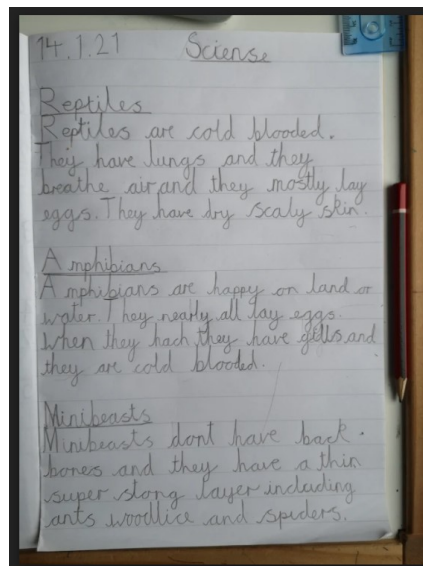 14.1.21 Sciense
Reptiles
Reptiles are cold blooded.
They have lungs and they
breathe air and they mostly lay
eggs. They have dry scaly skin.
Amphibians
Amphibians are happy on land or
water. They nearly all lay eggs.
when they hach they have gills and
they are cold blooded.
Minibeasts
Minibeasts dont have back
bones and they have a thin
super stong layer including
ants woodlice and spiders.